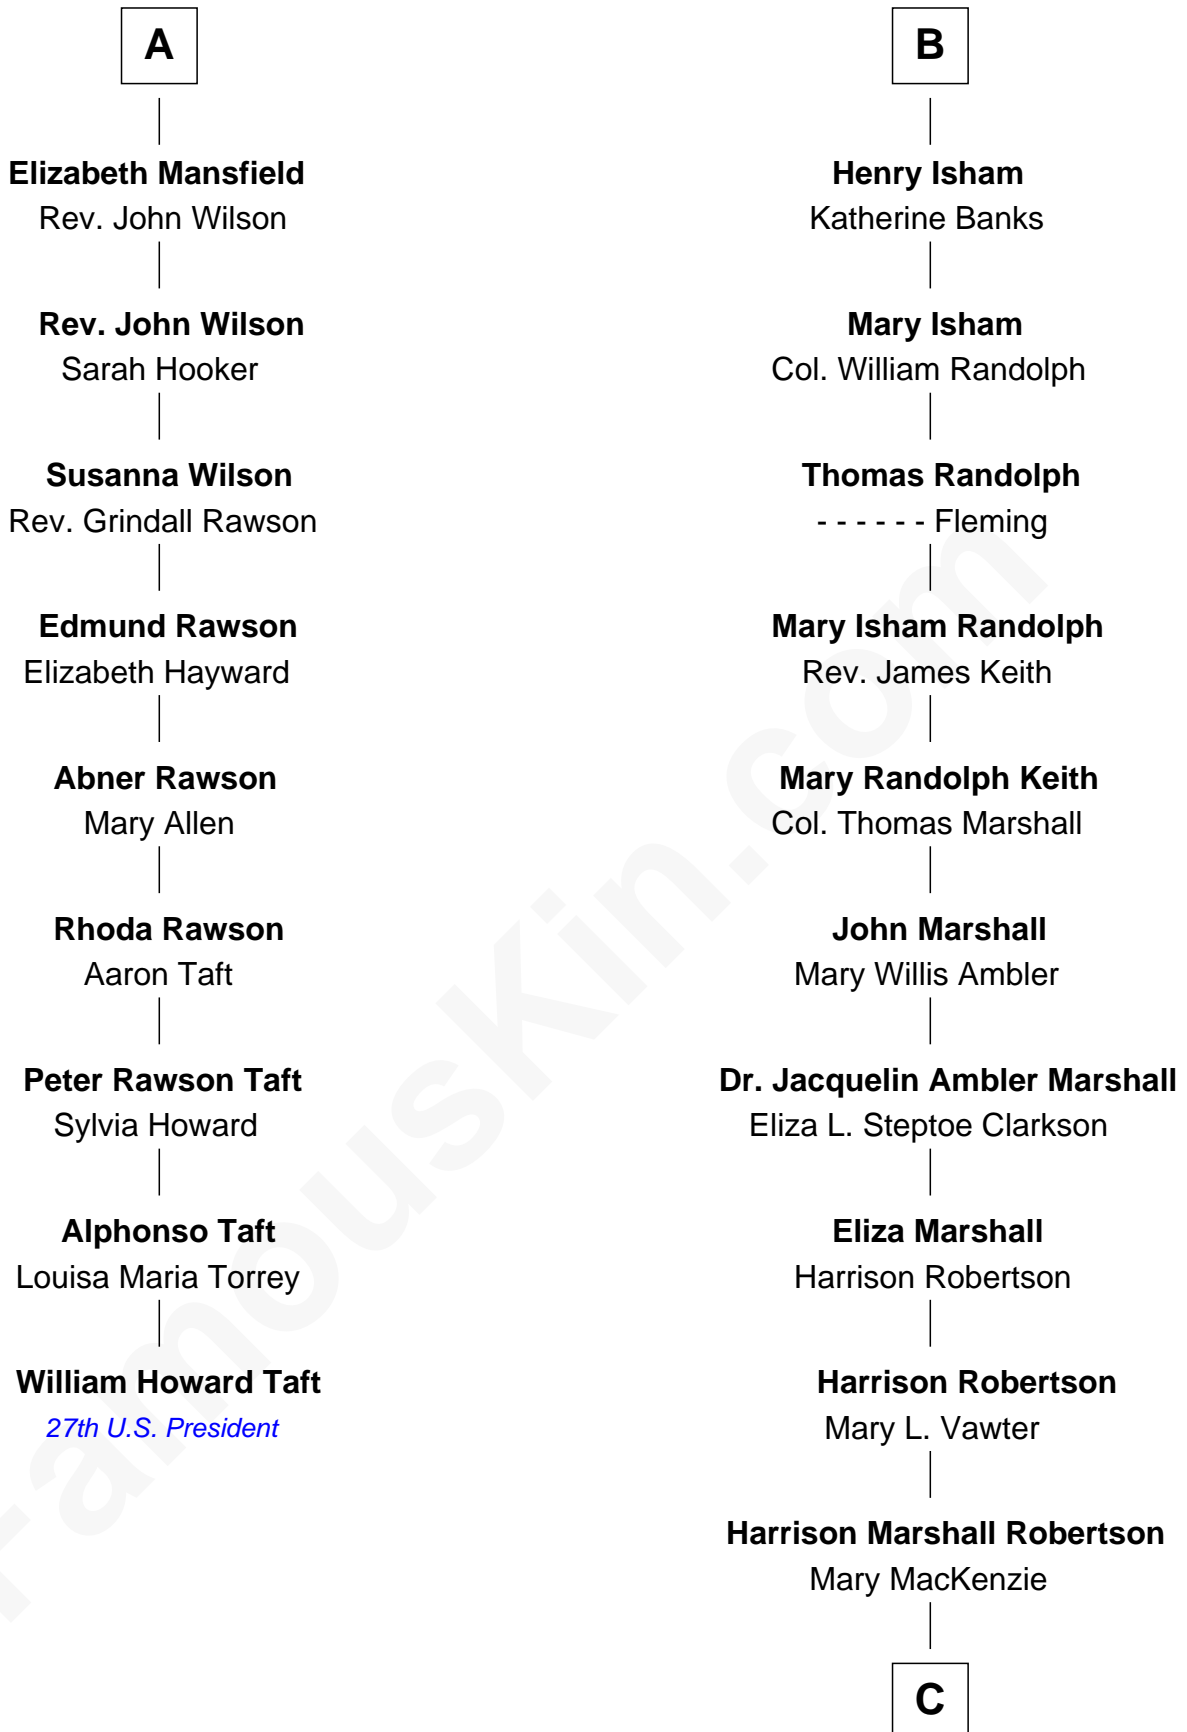 A
Elizabeth Mansfield
Rev. John Wilson
Rev. John Wilson
Sarah Hooker
Susanna Wilson
Rev. Grindall Rawson
Edmund Rawson
Elizabeth Hayward
Abner Rawson
Mary Allen
Rhoda Rawson
Aaron Taft
Peter Rawson Taft
Sylvia Howard
Alphonso Taft
Louisa Maria Torrey
William Howard Taft
27th U.S. President
B
Henry Isham
Katherine Banks
Mary Isham
Col. William Randolph
Thomas Randolph
- - - - - - Fleming
Mary Isham Randolph
Rev. James Keith
Mary Randolph Keith
Col. Thomas Marshall
John Marshall
Mary Willis Ambler
Dr. Jacquelin Ambler Marshall
Eliza L. Steptoe Clarkson
Eliza Marshall
Harrison Robertson
Harrison Robertson
Mary L. Vawter
Harrison Marshall Robertson
Mary MacKenzie
C
FamousKin.com